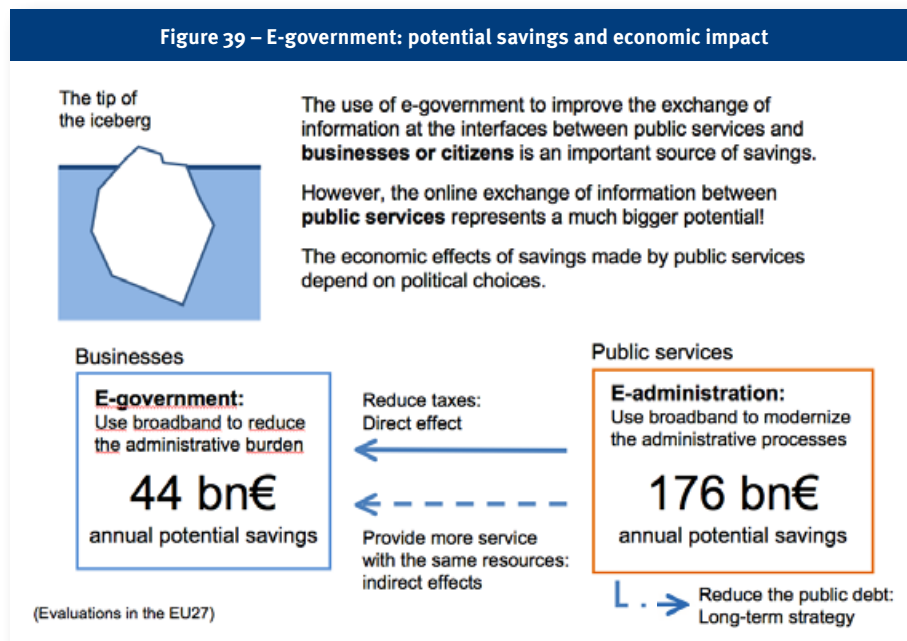 Figure 39 – E-government: potential savings and economic impact
The tip of
the iceberg
The use of e-government to improve the exchange of
information at the interfaces between public services and
businesses or citizens is an important source of savings.
However, the online exchange of information between
public services represents a much bigger potential!
The economic effects of savings made by public services
depend on political choices.
Businesses
E-government:
Use broadband to reduce
the administrative burden
44 bn€
annual potential savings
Reduce taxes:
Direct effect
Provide more service
with the same resources:
indirect effects
Public services
E-administration:
Use broadband to modernize
the administrative processes
176 bn€
annual potential savings
Reduce the public debt:
Long-term strategy
(Evaluations in the EU27)